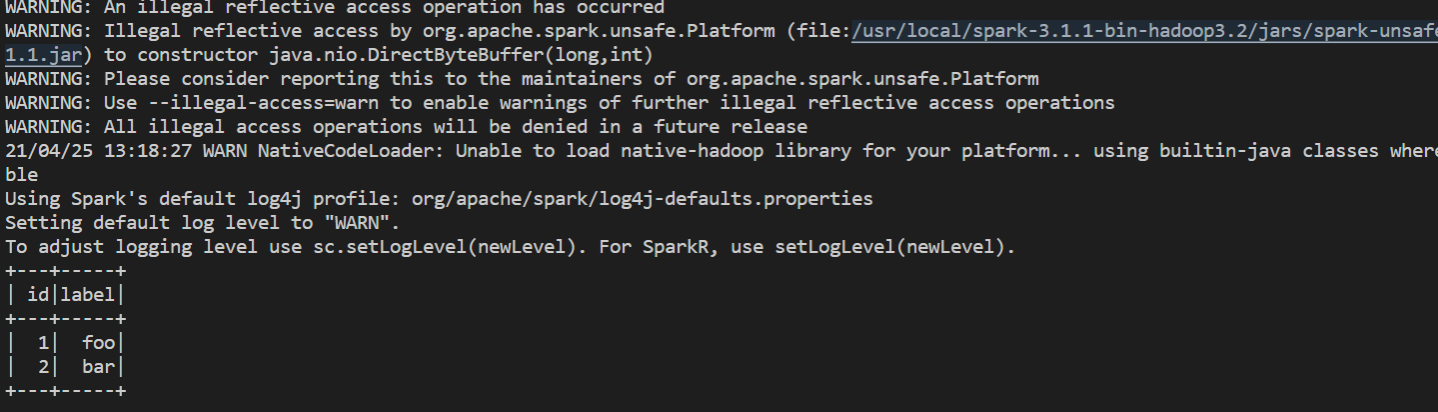 WARNING: An illegal reflective access operation has occurred
WARNING: Illegal reflective access by org.apache.spark.unsafe.Platform (file:/usr/local/spark-3.1.1-bin-hadoop3.2/jars/spark-unsafe
1.1.jar) to constructor java.nio.DirectByteBuffer(long,int)
WARNING: Please consider reporting this to the maintainers of org.apache.spark.unsafe.Platform
WARNING: Use --illegal-access=warn to enable warnings of further illegal reflective access operations
WARNING: All illegal access operations will be denied in a future release
21/04/25 13:18:27 WARN NativeCodeLoader: Unable to load native-hadoop library for your platform... using builtin-java classes where
ble
Using Spark's default log4j profile: org/apache/spark/log4j-defaults.properties
Setting default log level to "WARN".
To adjust logging level use sc.setLogLevel(newLevel). For SparkR, use setLogLevel(newLevel).
+---+-----+
| id|label|
+---+-----+
|  1|  foo|
|  2|  bar|
+---+-----+